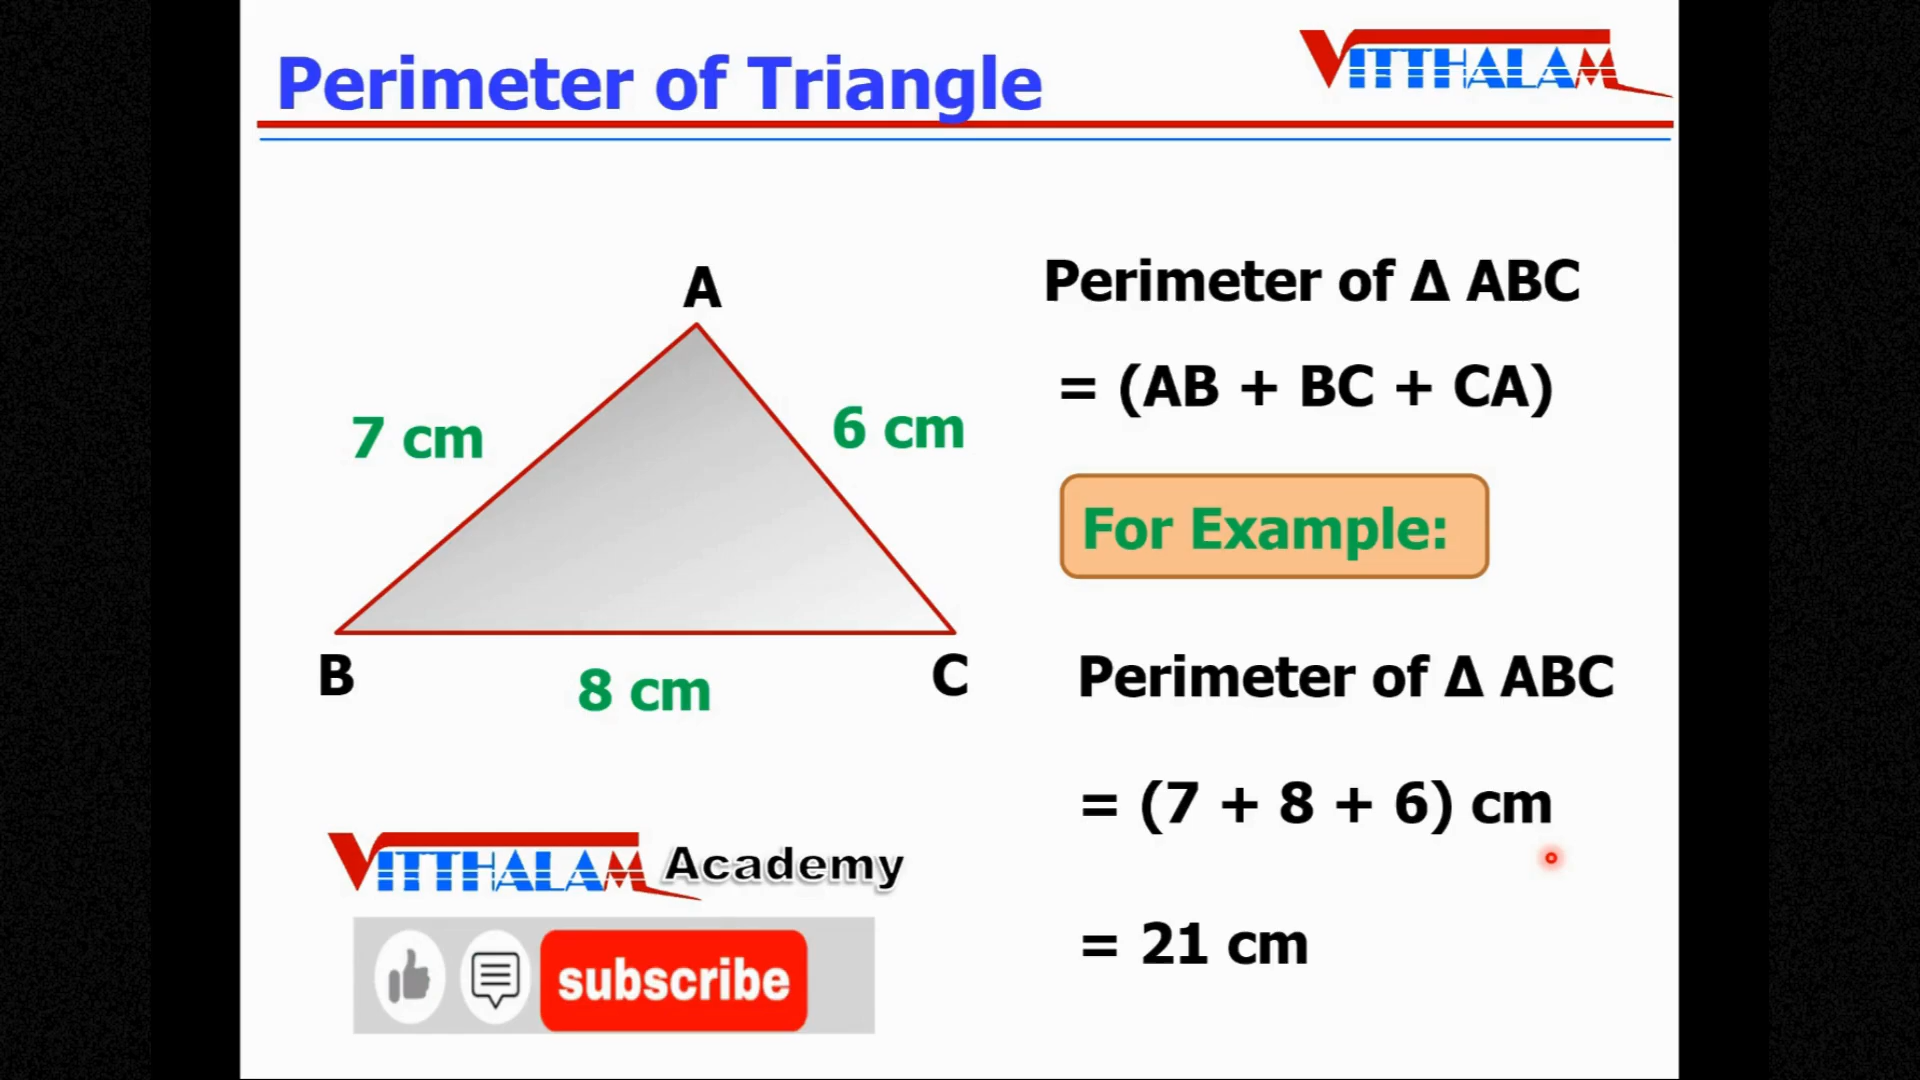 Perimeter of Triangle
VITTHALAM
A
7 cm
6 cm
B
8 cm
C
Perimeter of Δ ABC
= (AB + BC + CA)
For Example:
Perimeter of Δ ABC
= (7 + 8 + 6) cm
= 21 cm
VITTHALAM Academy
subscribe